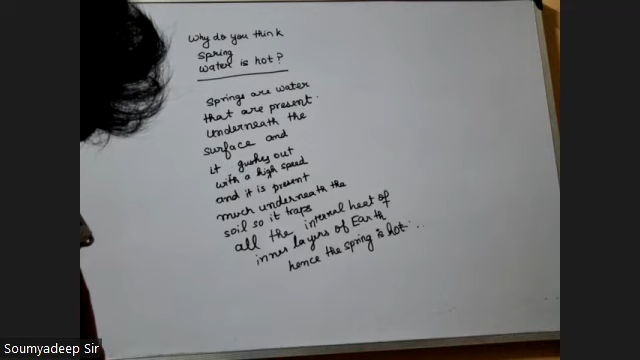 Why do you think
Spring
Water is hot?
Springs are water
that are present
underneath the
surface and
it gushes out
with a high speed
and it is present
much underneath the
soil so it traps
all the internal heat of
inner layers of Earth
hence the spring is hot...
Soumyadeep Sir